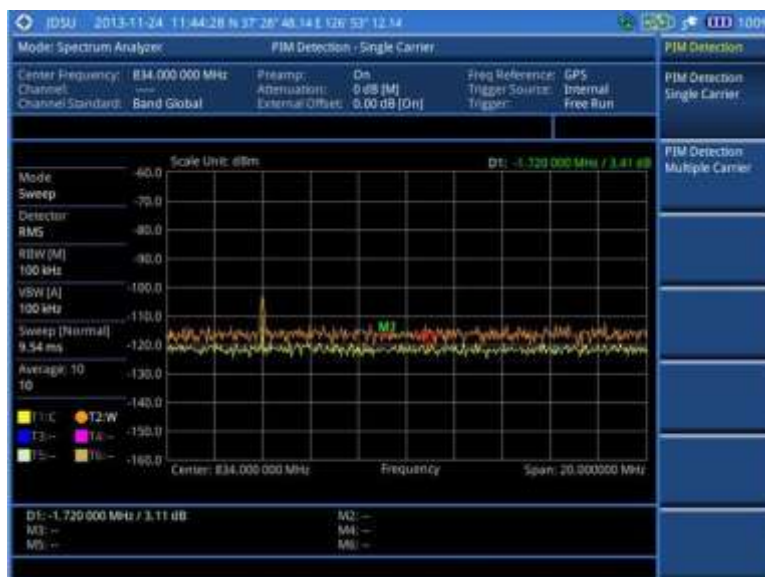 JDSU 2013-11-24 11:44:28 N 37° 28' 48.14 E 126° 53' 12.14 100%
Mode: Spectrum Analyzer PIM Detection - Single Carrier PIM Detection
Center Frequency: 834.000 000 MHz Preamp: On Freq Reference: GPS
Channel: ---- Attenuation: 0 dB [M] Trigger Source: Internal
Channel Standard: Band Global External Offset: 0.00 dB [On] Trigger: Free Run
PIM Detection
Single Carrier
PIM Detection
Multiple Carrier
Scale Unit: dBm D1: -1.720 000 MHz / 3.41 dB
Mode
Sweep
Detector
RMS
RBW [M]
100 kHz
VBW [A]
100 kHz
Sweep [Normal]
9.54 ms
Average: 10
10
T1:C T2:W
T3:-- T4:--
T5:-- T6:--
-60.0
-70.0
-80.0
-90.0
-100.0
-110.0
-120.0
-130.0
-140.0
-150.0
-160.0
M1
Center: 834.000 000 MHz Frequency Span: 20.000000 MHz
D1: -1.720 000 MHz / 3.11 dB M2: --
M3: -- M4: --
M5: -- M6: --